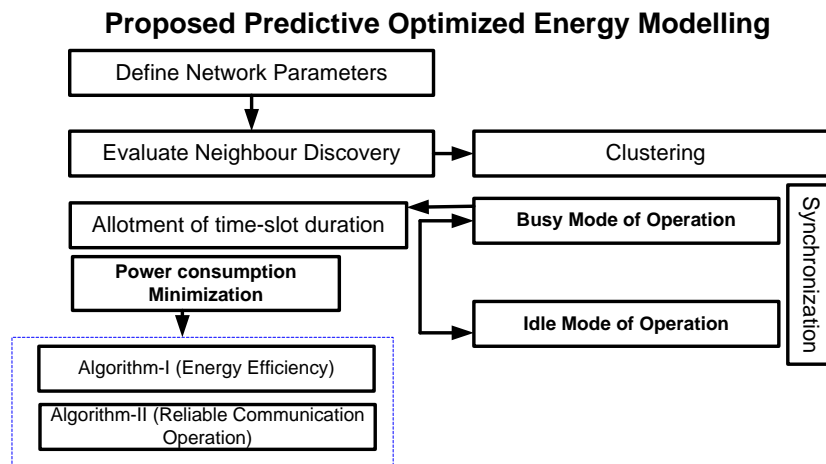 Proposed Predictive Optimized Energy Modelling
Define Network Parameters
Evaluate Neighbour Discovery
Clustering
Allotment of time-slot duration
Busy Mode of Operation
Synchronization
Power consumption
Minimization
Idle Mode of Operation
Algorithm-I (Energy Efficiency)
Algorithm-II (Reliable Communication
Operation)